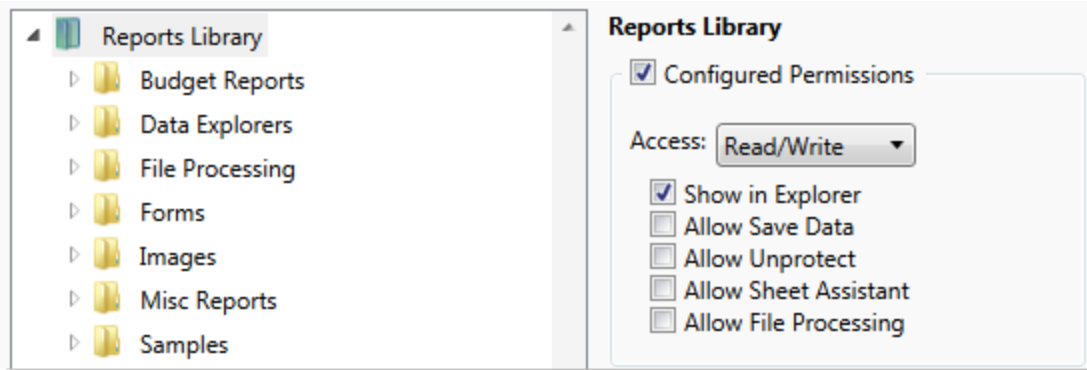 Reports Library
Budget Reports
Data Explorers
File Processing
Forms
Images
Misc Reports
Samples
Reports Library
Configured Permissions
Access: Read/Write
Show in Explorer
Allow Save Data
Allow Unprotect
Allow Sheet Assistant
Allow File Processing